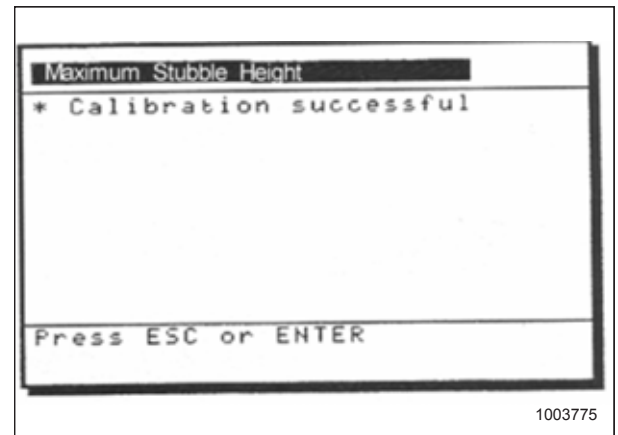 Maximum Stubble Height
* Calibration successful
Press ESC or ENTER
1003775